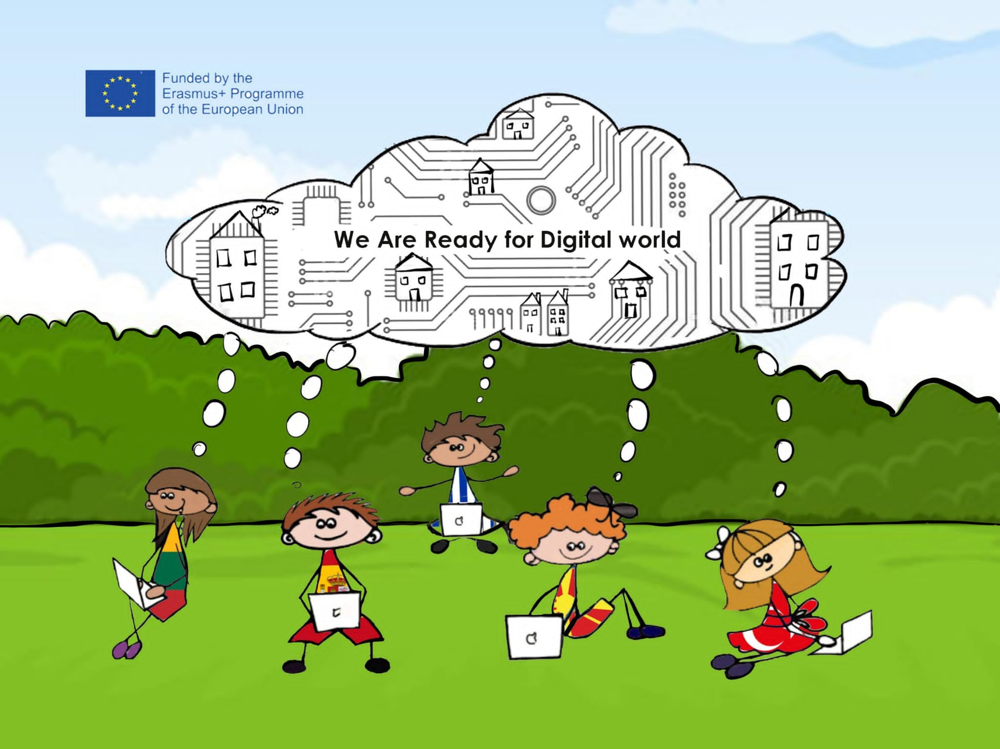 Funded by the
Erasmus+ Programme
of the European Union
We Are Ready for Digital world